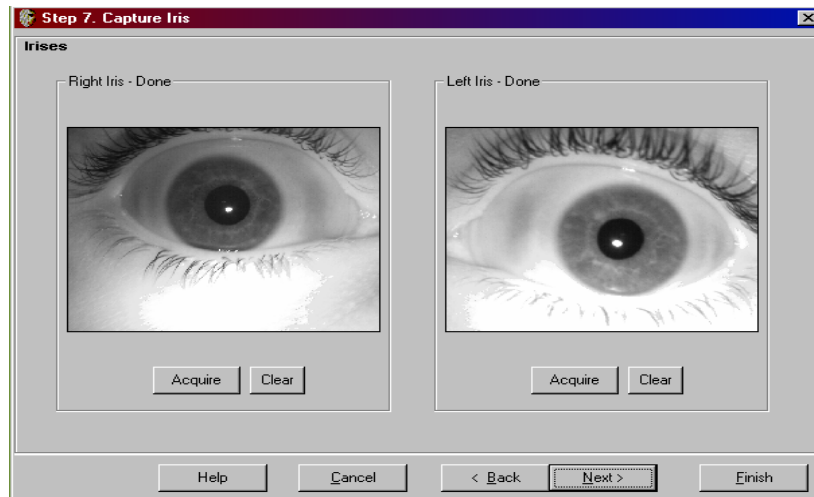 Step 7. Capture Iris
Irises
Right Iris - Done
Left Iris - Done
Acquire Clear
Acquire Clear
Help Cancel < Back Next > Finish